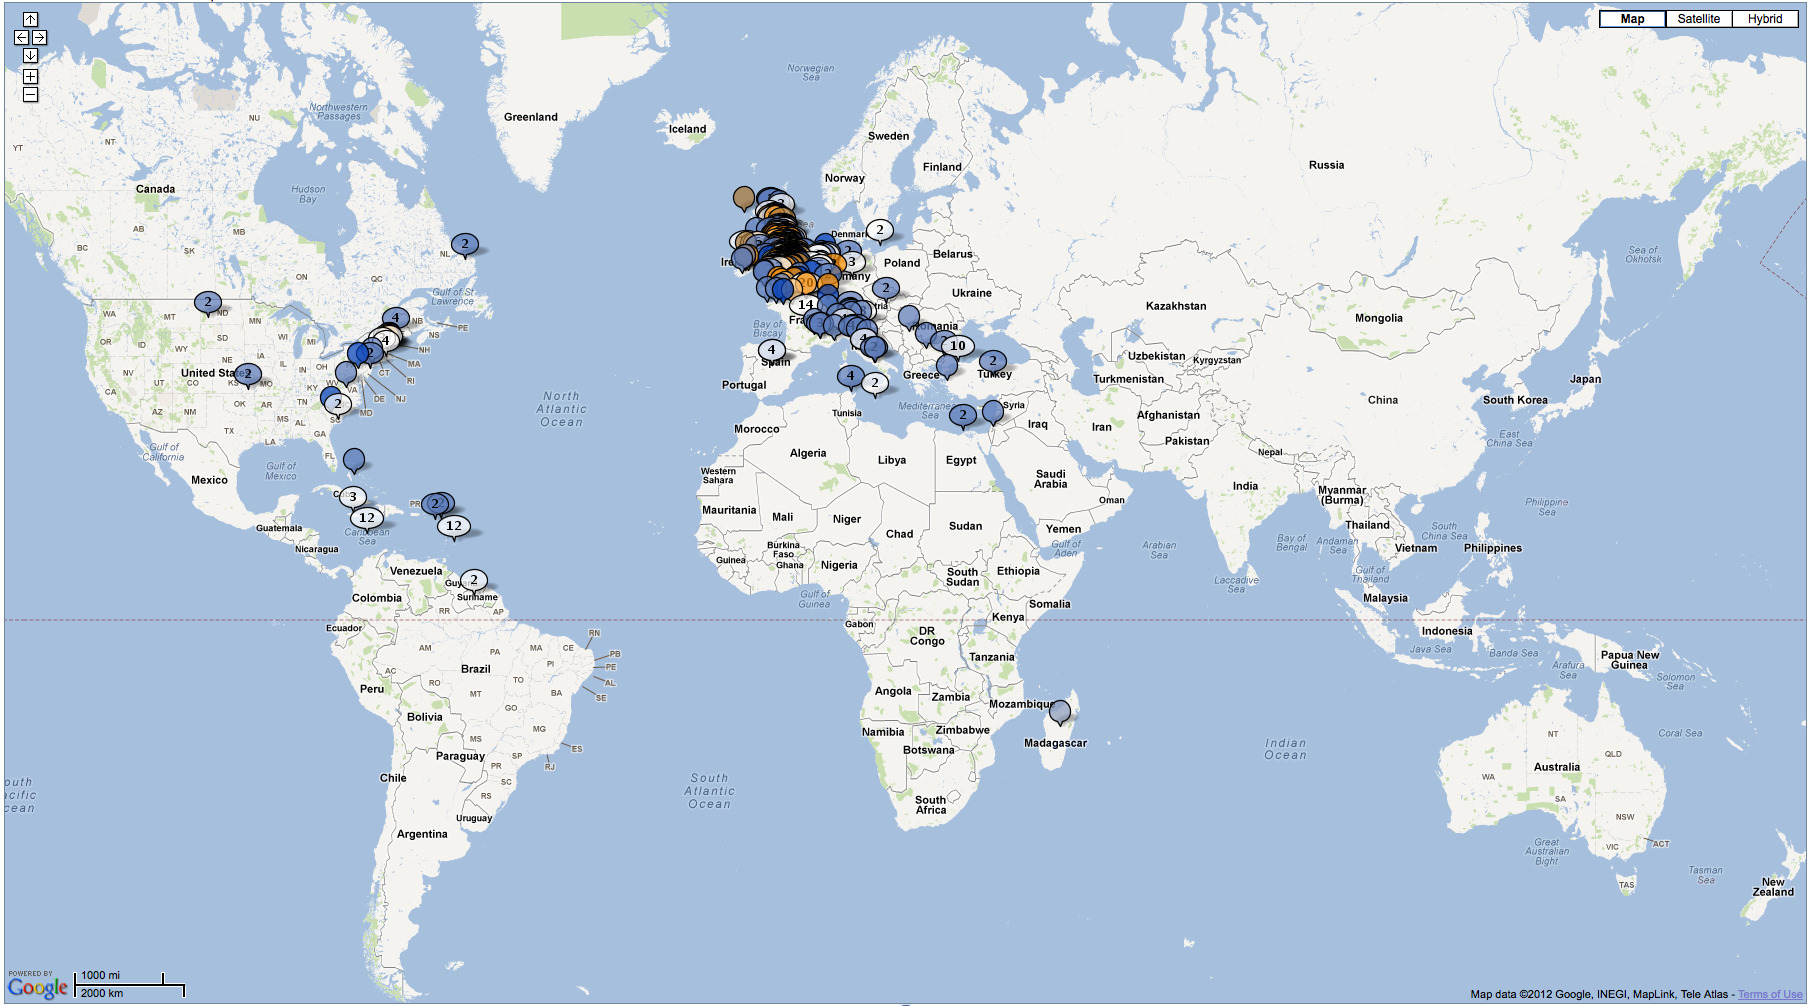 Map
Satellite
Hybrid
Norwegian
Sea
Greenland
Iceland
Sweden
Finland
Norway
Russia
Northwestern
Passages
NU
NT
YT
Canada
Hudson
Bay
BC
AB
SK
MB
ON
QC
NL
2
Gulf of St
Lawrence
NB
PE
NS
NH
MA
CT
RI
NJ
DE
MD
4
4
2
2
WA
MT
ND
MN
OR
SD
WI
MI
ID
WY
IA
NE
IL
IN
OH
NV
UT
CO
KS
MO
KY
VA
CA
AZ
NM
OK
AR
TN
MS
AL
SC
GA
TX
LA
FL
United States
2
2
Gulf of
California
Gulf of
Mexico
Mexico
Cuba
3
12
PR
2
2
12
Caribbean
Sea
Guatemala
Nicaragua
Venezuela
Guyana
2
Suriname
Colombia
Ecuador
RR
AP
AM
PA
MA
CE
RN
PB
PE
AL
SE
PI
AC
RO
TO
BA
MT
GO
MG
ES
MS
SP
RJ
PR
SC
RS
Brazil
Peru
Bolivia
Paraguay
Chile
Uruguay
Argentina
North
Atlantic
Ocean
South
Atlantic
Ocean
outh
acific
cean
Denmark
2
2
3
Poland
Belarus
Ukraine
2
20
14
Bay of
Biscay
4
Spain
Portugal
Romania
10
2
Greece
Turkey
4
2
2
Mediterranean
Sea
Syria
Tunisia
Iraq
Iran
Morocco
Algeria
Libya
Egypt
Western
Sahara
Saudi
Arabia
Oman
Mauritania
Mali
Niger
Chad
Sudan
Yemen
Gulf of
Aden
Burkina
Faso
Guinea
Ghana
Nigeria
South
Sudan
Ethiopia
Somalia
Gulf of
Guinea
Gabon
DR
Congo
Kenya
Tanzania
Angola
Zambia
Mozambique
Namibia
Zimbabwe
Botswana
Madagascar
South
Africa
Kazakhstan
Mongolia
Uzbekistan
Kyrgyzstan
Turkmenistan
Afghanistan
Pakistan
China
Nepal
India
Myanmar
(Burma)
Thailand
Vietnam
Philippines
Malaysia
Indonesia
Japan
South Korea
Sea of
Okhotsk
East
China Sea
Philippine
Sea
South
China Sea
Bay of
Bengal
Andaman
Sea
Gulf of
Thailand
Arabian
Sea
Laccadive
Sea
Java Sea
Banda Sea
Arafura
Sea
Papua New
Guinea
Solomon
Sea
Indian
Ocean
Coral Sea
NT
QLD
WA
Australia
SA
NSW
ACT
VIC
TAS
Great
Australian
Bight
Tasman
Sea
New
Zealand
POWERED BY
Google
1000 mi
2000 km
Map data ©2012 Google, INEGI, MapLink, Tele Atlas - Terms of Use